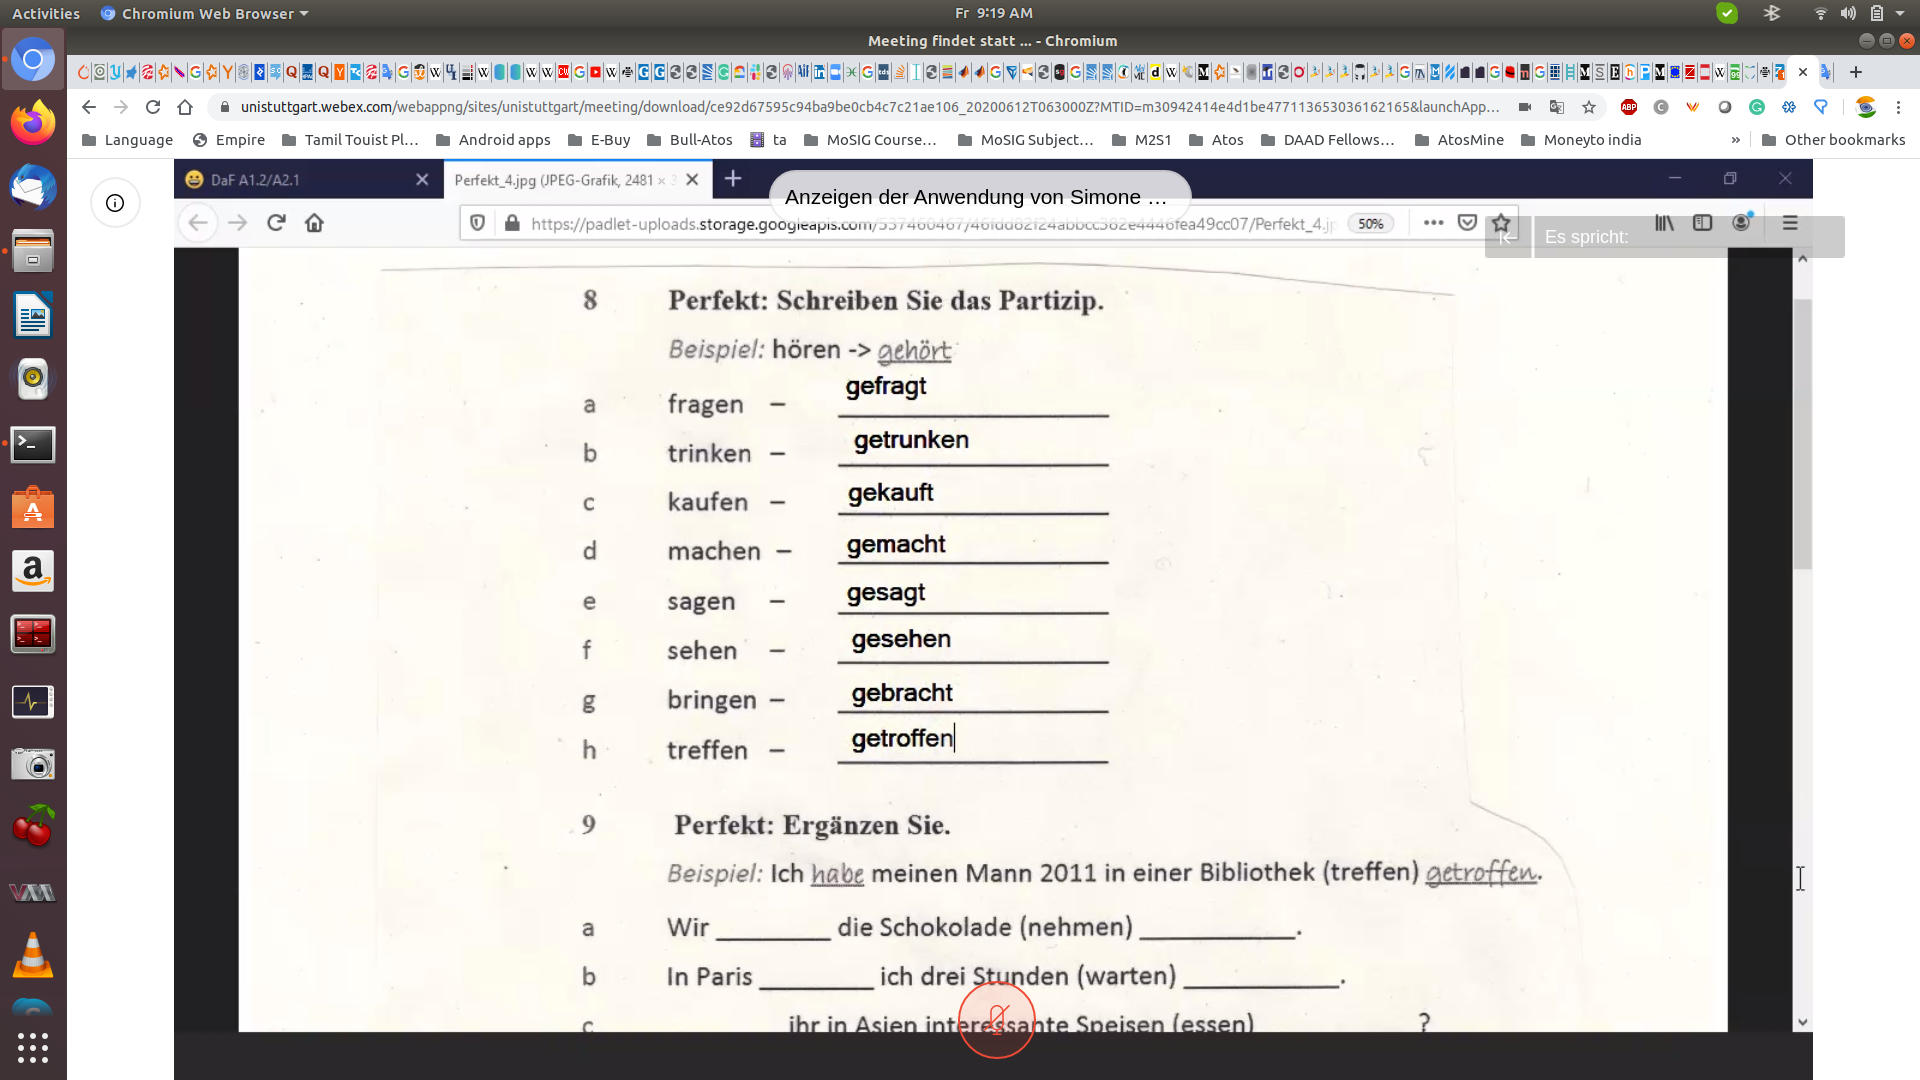 Activities
Chromium Web Browser
Fr 9:19 AM
Meeting findet statt ... - Chromium
unistuttgart.webex.com/webappng/sites/unistuttgart/meeting/download/ce92d67595c94ba9be0cb4c7c21ae106_20200612T063000Z?MTID=m30942414e4d1be477113653036162165&launchApp...
Language
Empire
Tamil Touist Pl...
Android apps
E-Buy
Bull-Atos
ta
MoSIG Course...
MoSIG Subject...
M2S1
Atos
DAAD Fellows...
AtosMine
Moneyto india
»
Other bookmarks
DaF A1.2/A2.1
Perfekt_4.jpg (JPEG-Grafik, 2481 ×
Anzeigen der Anwendung von Simone ...
https://padlet-uploads.storage.googleapis.com/537460467/46fdd82f24abbcc382e4446fea49cc07/Perfekt_4.jp
50%
Es spricht:
8 Perfekt: Schreiben Sie das Partizip.
Beispiel: hören -> gehört
a fragen – gefragt
b trinken – getrunken
c kaufen – gekauft
d machen – gemacht
e sagen – gesagt
f sehen – gesehen
g bringen – gebracht
h treffen – getroffen
9 Perfekt: Ergänzen Sie.
Beispiel: Ich habe meinen Mann 2011 in einer Bibliothek (treffen) getroffen.
a Wir ________ die Schokolade (nehmen) ___________.
b In Paris ________ ich drei Stunden (warten) ___________.
c ihr in Asien interessante Speisen (essen) ?